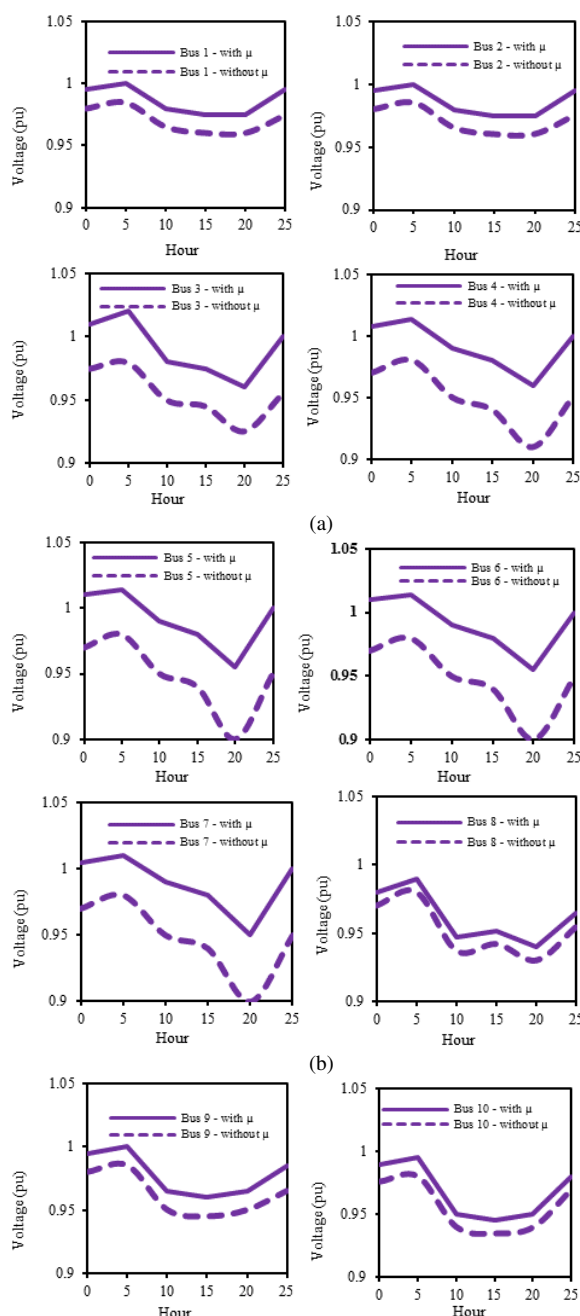 1.05
Bus 1 - with µ
Bus 1 - without µ
1
0.95
0.9
Voltage (pu)
0 5 10 15 20 25
Hour
1.05
Bus 2 - with µ
Bus 2 - without µ
1
0.95
0.9
Voltage (pu)
0 5 10 15 20 25
Hour
1.05
Bus 3 - with µ
Bus 3 - without µ
1
0.95
0.9
Voltage (pu)
0 5 10 15 20 25
Hour
1.05
Bus 4 - with µ
Bus 4 - without µ
1
0.95
0.9
Voltage (pu)
0 5 10 15 20 25
Hour
(a)
1.05
Bus 5 - with µ
Bus 5 - without µ
1
0.95
0.9
Voltage (pu)
0 5 10 15 20 25
Hour
1.05
Bus 6 - with µ
Bus 6 - without µ
1
0.95
0.9
Voltage (pu)
0 5 10 15 20 25
Hour
1.05
Bus 7 - with µ
Bus 7 - without µ
1
0.95
0.9
Voltage (pu)
0 5 10 15 20 25
Hour
1.05
Bus 8 - with µ
Bus 8 - without µ
1
0.95
0.9
Voltage (pu)
0 5 10 15 20 25
Hour
(b)
1.05
Bus 9 - with µ
Bus 9 - without µ
1
0.95
0.9
Voltage (pu)
0 5 10 15 20 25
Hour
1.05
Bus 10 - with µ
Bus 10 - without µ
1
0.95
0.9
Voltage (pu)
0 5 10 15 20 25
Hour